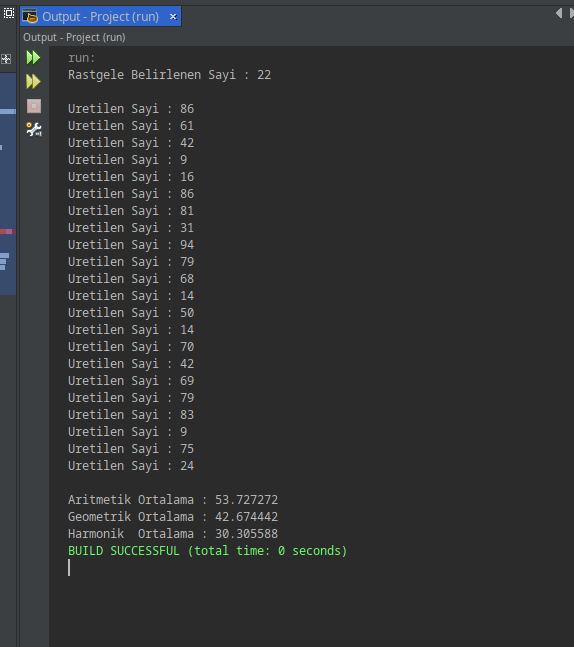 Output - Project (run)
Output - Project (run)
run:
Rastgele Belirlenen Sayi : 22
Uretilen Sayi : 86
Uretilen Sayi : 61
Uretilen Sayi : 42
Uretilen Sayi : 9
Uretilen Sayi : 16
Uretilen Sayi : 86
Uretilen Sayi : 81
Uretilen Sayi : 31
Uretilen Sayi : 94
Uretilen Sayi : 79
Uretilen Sayi : 68
Uretilen Sayi : 14
Uretilen Sayi : 50
Uretilen Sayi : 14
Uretilen Sayi : 70
Uretilen Sayi : 42
Uretilen Sayi : 69
Uretilen Sayi : 79
Uretilen Sayi : 83
Uretilen Sayi : 9
Uretilen Sayi : 75
Uretilen Sayi : 24
Aritmetik Ortalama : 53.727272
Geometrik Ortalama : 42.674442
Harmonik  Ortalama : 30.305588
BUILD SUCCESSFUL (total time: 0 seconds)